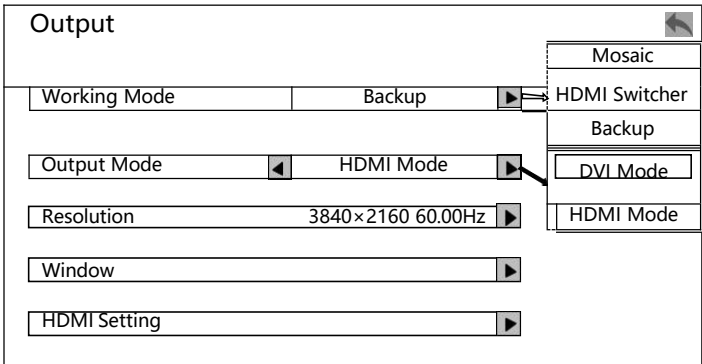 Output
Mosaic
Working Mode Backup HDMI Switcher
Backup
Output Mode HDMI Mode DVI Mode
Resolution 3840×2160 60.00Hz HDMI Mode
Window
HDMI Setting